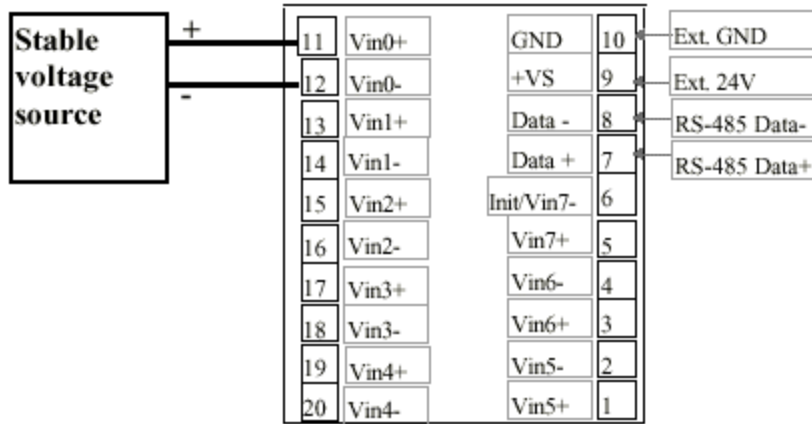 Stable
voltage
source
+
-
11 Vin0+ GND 10 Ext. GND
12 Vin0- +VS 9 Ext. 24V
13 Vin1+ Data - 8 RS-485 Data-
14 Vin1- Data + 7 RS-485 Data+
15 Vin2+ Init/Vin7- 6
16 Vin2- Vin7+ 5
17 Vin3+ Vin6- 4
18 Vin3- Vin6+ 3
19 Vin4+ Vin5- 2
20 Vin4- Vin5+ 1